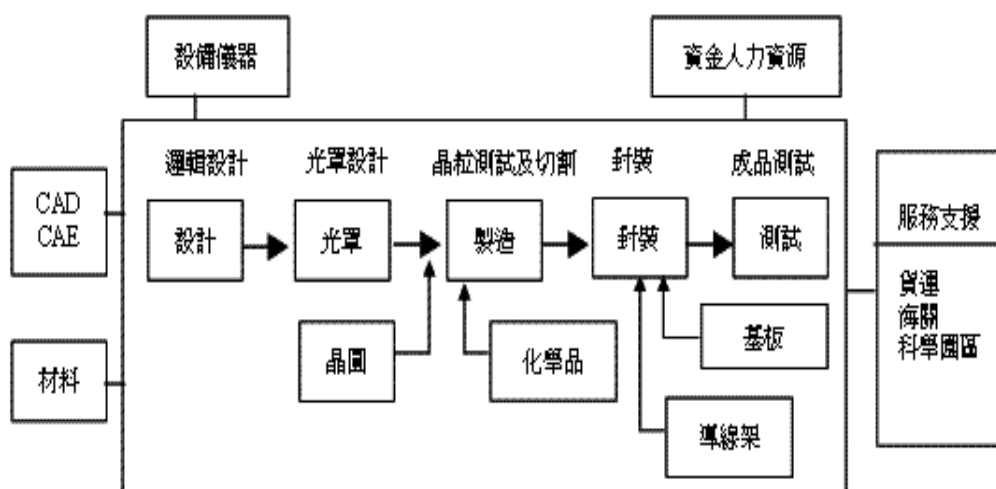 設備儀器
資金人力資源
邏輯設計
光罩設計
晶粒測試及切割
封裝
成品測試
CAD
CAE
設計
光罩
製造
封裝
測試
服務支援
貨運
海關
科學園區
材料
晶圓
化學品
基板
導線架